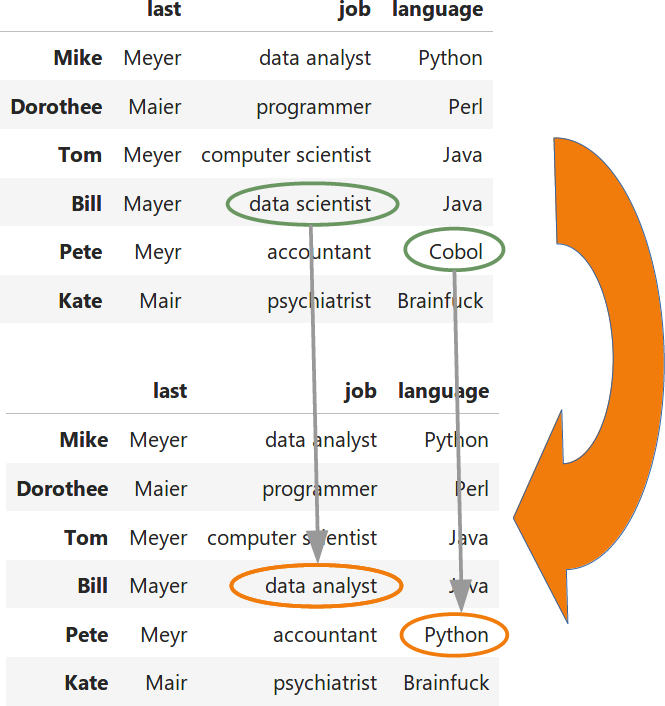 last job language
Mike Meyer data analyst Python
Dorothee Maier programmer Perl
Tom Meyer computer scientist Java
Bill Mayer data scientist Java
Pete Meyr accountant Cobol
Kate Mair psychiatrist Brainfuck
last job language
Mike Meyer data analyst Python
Dorothee Maier programmer Perl
Tom Meyer computer scientist Java
Bill Mayer data analyst Java
Pete Meyr accountant Python
Kate Mair psychiatrist Brainfuck